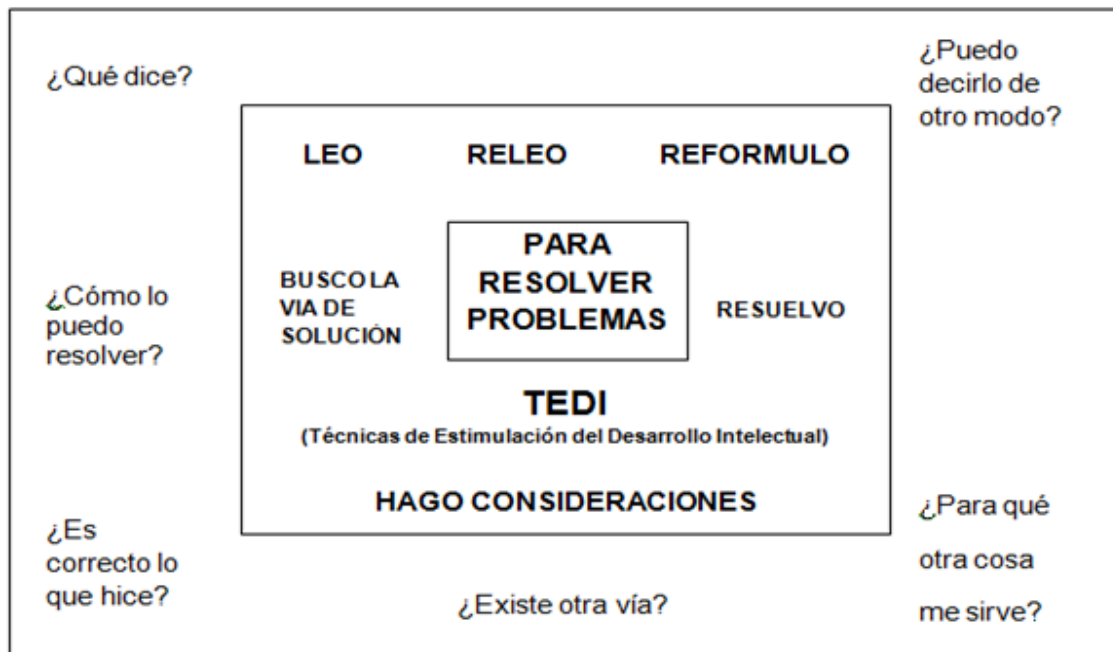 ¿Qué dice?
¿Puedo
decirlo de
otro modo?
LEO RELEO REFORMULO
PARA
RESOLVER
PROBLEMAS
BUSCO LA
VIA DE
SOLUCIÓN
RESUELVO
¿Cómo lo
puedo
resolver?
TEDI
(Técnicas de Estimulación del Desarrollo Intelectual)
HAGO CONSIDERACIONES
¿Es
correcto lo
que hice?
¿Existe otra vía?
¿Para qué
otra cosa
me sirve?